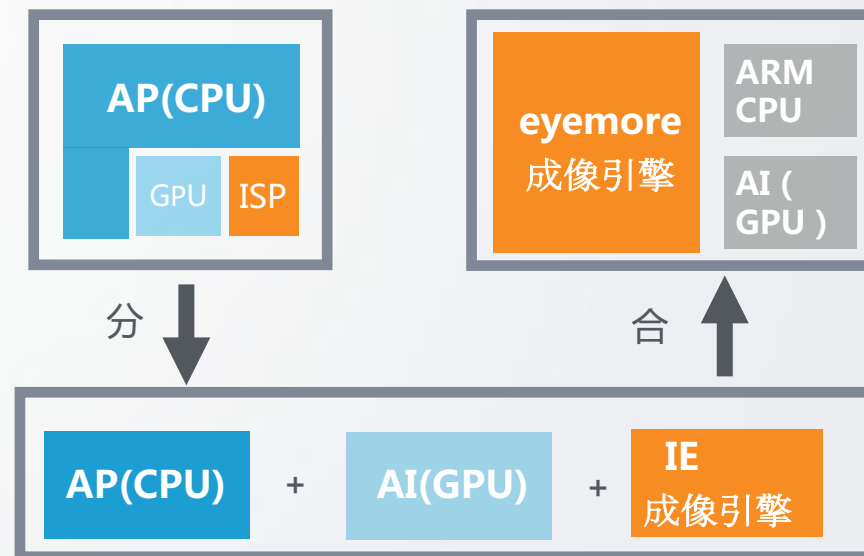 AP(CPU)
GPU
ISP
eyemore
成像引擎
ARM
CPU
AI (
GPU )
分
合
AP(CPU)
+
AI(GPU)
+
IE
成像引擎